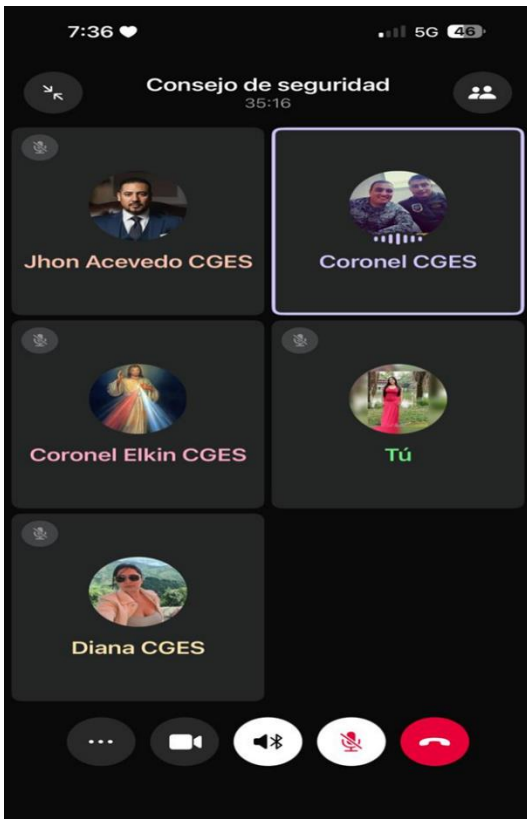 7:36
5G 46
Consejo de seguridad
35:16
Jhon Acevedo CGES
Coronel CGES
Coronel Elkin CGES
Tú
Diana CGES